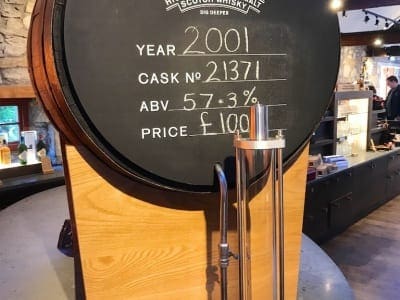 SCOTCH WHISKY
DIG DEEPER
YEAR 2001
CASK Nº 21371
ABV 57.3%
PRICE £100